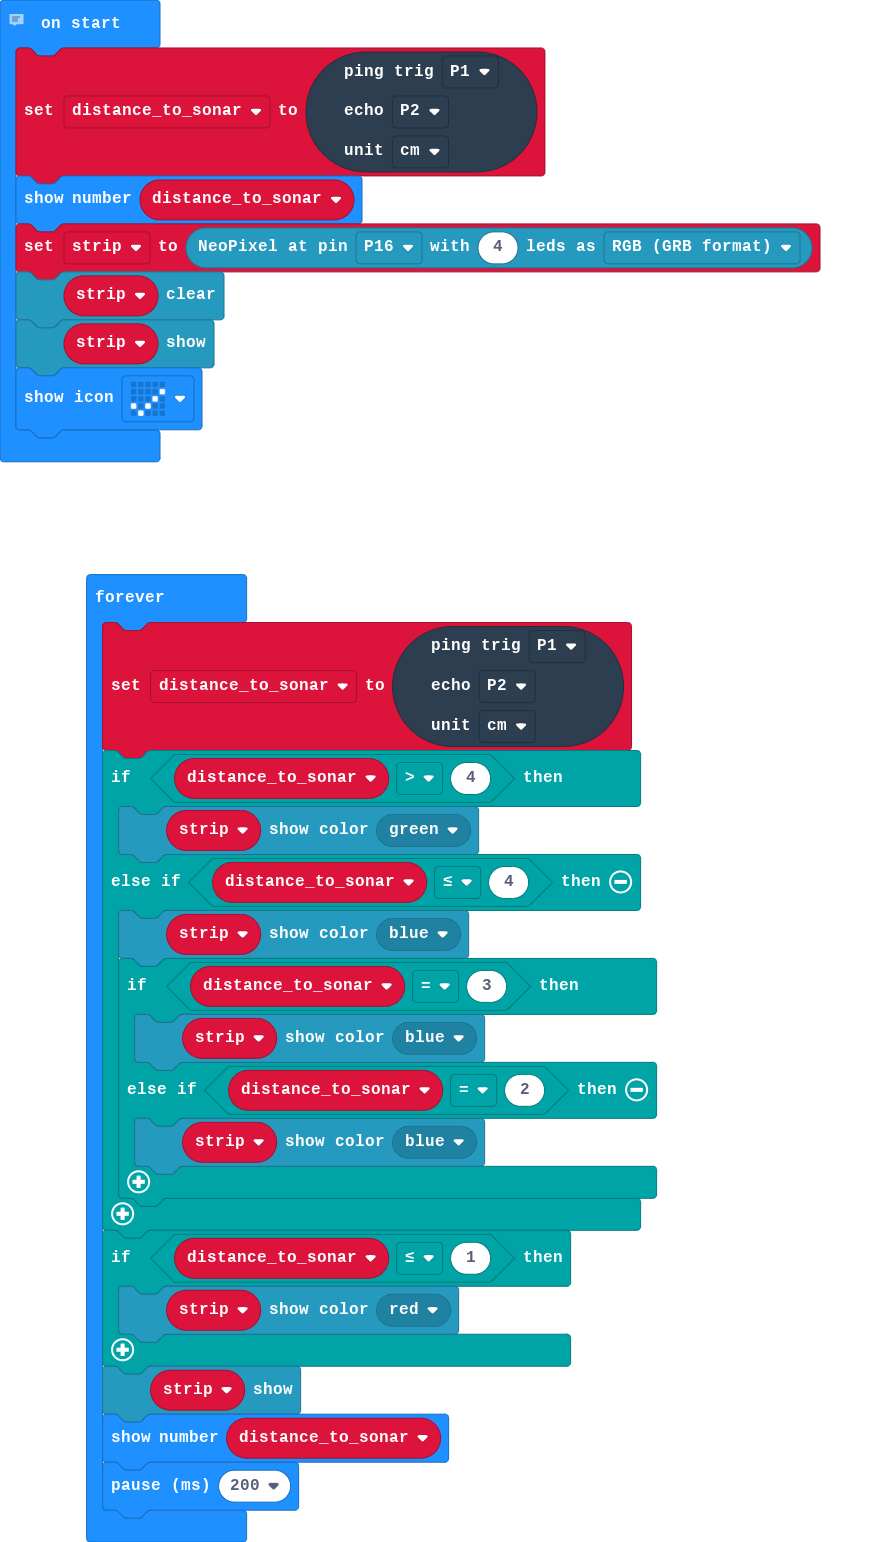 on start
ping trig P1
set distance_to_sonar to echo P2
unit cm
show number distance_to_sonar
set strip to NeoPixel at pin P16 with 4 leds as RGB (GRB format)
strip clear
strip show
show icon
forever
ping trig P1
set distance_to_sonar to echo P2
unit cm
if distance_to_sonar > 4 then
strip show color green
else if distance_to_sonar ≤ 4 then
strip show color blue
if distance_to_sonar = 3 then
strip show color blue
else if distance_to_sonar = 2 then
strip show color blue
if distance_to_sonar ≤ 1 then
strip show color red
strip show
show number distance_to_sonar
pause (ms) 200